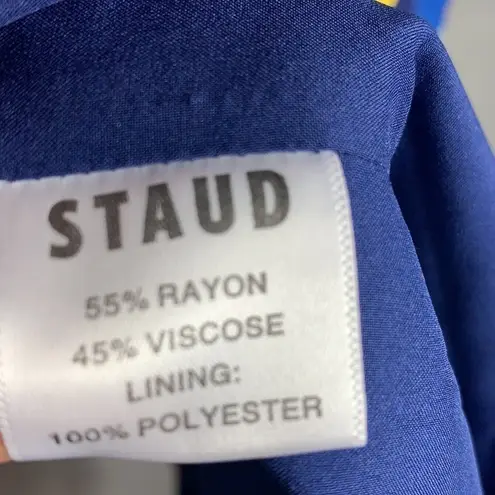 STAUD
55% RAYON
45% VISCOSE
LINING:
100% POLYESTER